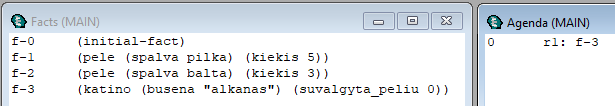 Facts (MAIN)
f-0 (initial-fact)
f-1 (pele (spalva pilka) (kiekis 5))
f-2 (pele (spalva balta) (kiekis 3))
f-3 (katino (busena "alkanas") (suvalgyta_peliu 0))
Agenda (MAIN)
0 r1: f-3